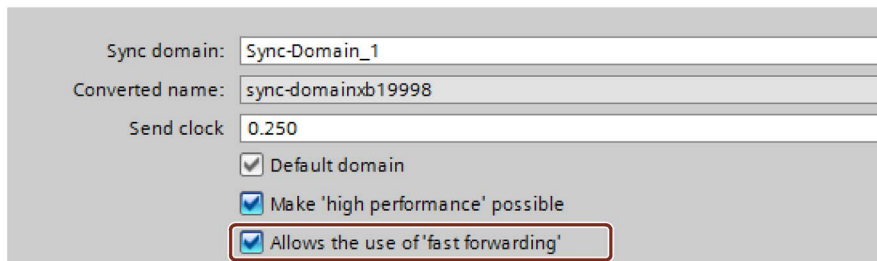 Sync domain: Sync-Domain_1
Converted name: sync-domainxb19998
Send clock 0.250
Default domain
Make 'high performance' possible
Allows the use of 'fast forwarding'